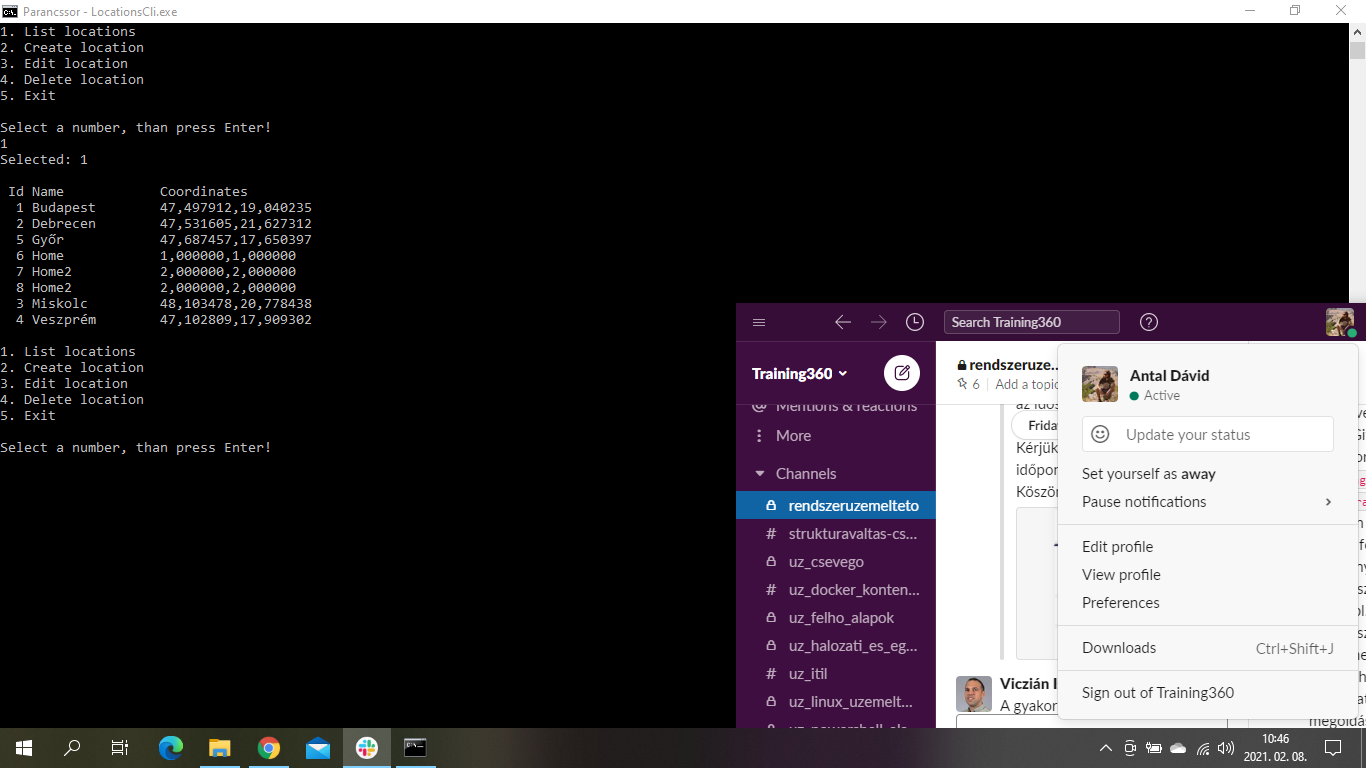 Parancssor - LocationsCli.exe
1. List locations
2. Create location
3. Edit location
4. Delete location
5. Exit
Select a number, than press Enter!
1
Selected: 1
Id Name Coordinates
1 Budapest 47,497912,19,040235
2 Debrecen 47,531605,21,627312
5 Győr 47,687457,17,650397
6 Home 1,000000,1,000000
7 Home2 2,000000,2,000000
8 Home2 2,000000,2,000000
3 Miskolc 48,103478,20,778438
4 Veszprém 47,102809,17,909302
1. List locations
2. Create location
3. Edit location
4. Delete location
5. Exit
Select a number, than press Enter!
Search Training360
Training360
Mentions & reactions
More
Channels
rendszeruzemelteto
# strukturavaltas-cs...
uz_csevego
# uz_docker_konten...
uz_felho_alapok
uz_halozati_es_eg...
# uz_itil
uz_linux_uzemelt...
rendszeruze...
6 Add a topic
Kérjük
Köször
Viczián
A gyakor
Antal Dávid
Active
Update your status
Set yourself as away
Pause notifications
Edit profile
View profile
Preferences
Downloads Ctrl+Shift+J
Sign out of Training360
megoldás
10:46
2021. 02. 08.